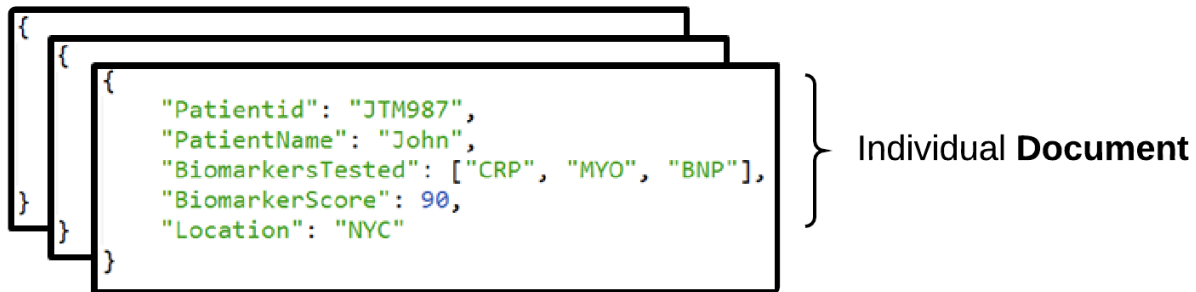 {
{
{
"Patientid": "JTM987",
"PatientName": "John",
"BiomarkersTested": ["CRP", "MYO", "BNP"],
"BiomarkerScore": 90,
"Location": "NYC"
}
}
}
Individual Document